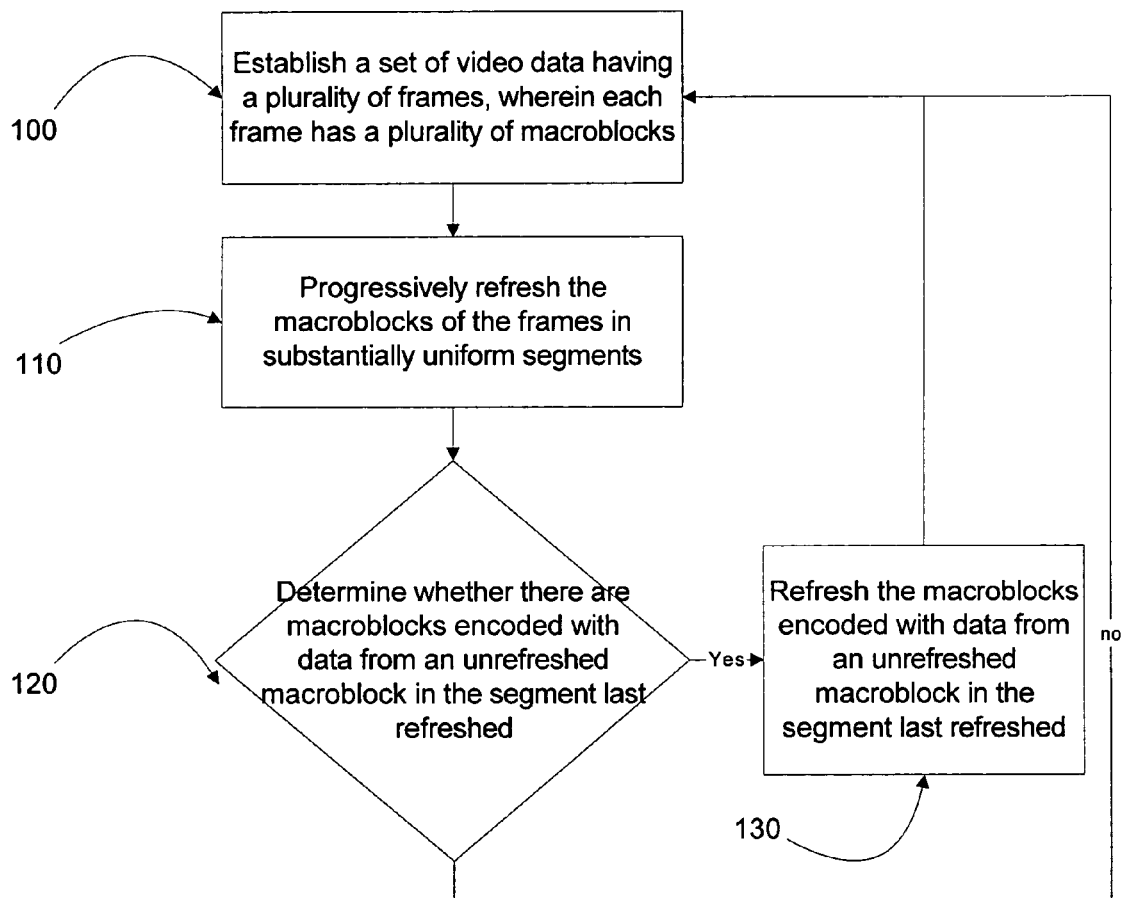 100
Establish a set of video data having
a plurality of frames, wherein each
frame has a plurality of macroblocks
110
Progressively refresh the
macroblocks of the frames in
substantially uniform segments
120
Determine whether there are
macroblocks encoded with
data from an unrefreshed
macroblock in the segment last
refreshed
Yes
Refresh the macroblocks
encoded with data from
an unrefreshed
macroblock in the
segment last refreshed
no
130